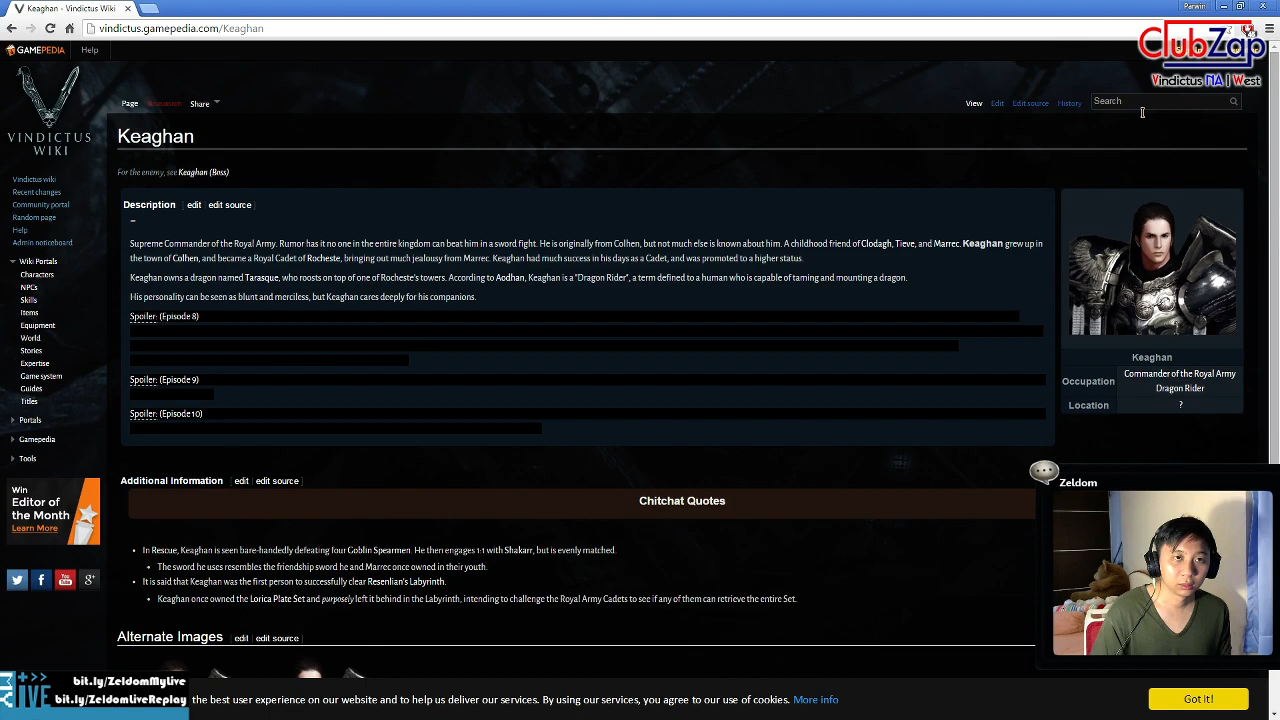 Keaghan - Vindictus Wiki
Parwin
vindictus.gamepedia.com/Keaghan
GAMEPEDIA
Help
ClubZap
Vindictus NA | West
VINDICTUS
WIKI
Page
Share
View
Edit
Edit source
History
Search
Keaghan
For the enemy, see Keaghan (Boss)
Vindictus wiki
Recent changes
Community portal
Random page
Help
Admin noticeboard
Wiki Portals
Characters
NPCs
Skills
Items
Equipment
World
Stories
Expertise
Game system
Guides
Titles
Portals
Gamepedia
Tools
Win
Editor of
the Month
Learn More
Description [ edit | edit source ]
–
Supreme Commander of the Royal Army. Rumor has it no one in the entire kingdom can beat him in a sword fight. He is originally from Colhen, but not much else is known about him. A childhood friend of Clodagh, Tieve, and Marrec. Keaghan grew up in
the town of Colhen, and became a Royal Cadet of Rocheste, bringing out much jealousy from Marrec. Keaghan had much success in his days as a Cadet, and was promoted to a higher status.
Keaghan owns a dragon named Tarasque, who roosts on top of one of Rocheste's towers. According to Aodhan, Keaghan is a "Dragon Rider", a term defined to a human who is capable of taming and mounting a dragon.
His personality can be seen as blunt and merciless, but Keaghan cares deeply for his companions.
Spoiler: (Episode 8)
Spoiler: (Episode 9)
Spoiler: (Episode 10)
Keaghan
Occupation
Commander of the Royal Army
Dragon Rider
Location
?
Additional Information [ edit | edit source ]
Chitchat Quotes
In Rescue, Keaghan is seen bare-handedly defeating four Goblin Spearmen. He then engages 1:1 with Shakarr, but is evenly matched.
The sword he uses resembles the friendship sword he and Marrec once owned in their youth.
It is said that Keaghan was the first person to successfully clear Resenlian's Labyrinth.
Keaghan once owned the Lorica Plate Set and purposely left it behind in the Labyrinth, intending to challenge the Royal Army Cadets to see if any of them can retrieve the entire Set.
Alternate Images [ edit | edit source ]
Zeldom
LIVE
bit.ly/ZeldomMylive
bit.ly/ZeldomLiveReplay
the best user experience on our website and to help us deliver our services. By using our services, you agree to our use of cookies. More info
Got it!